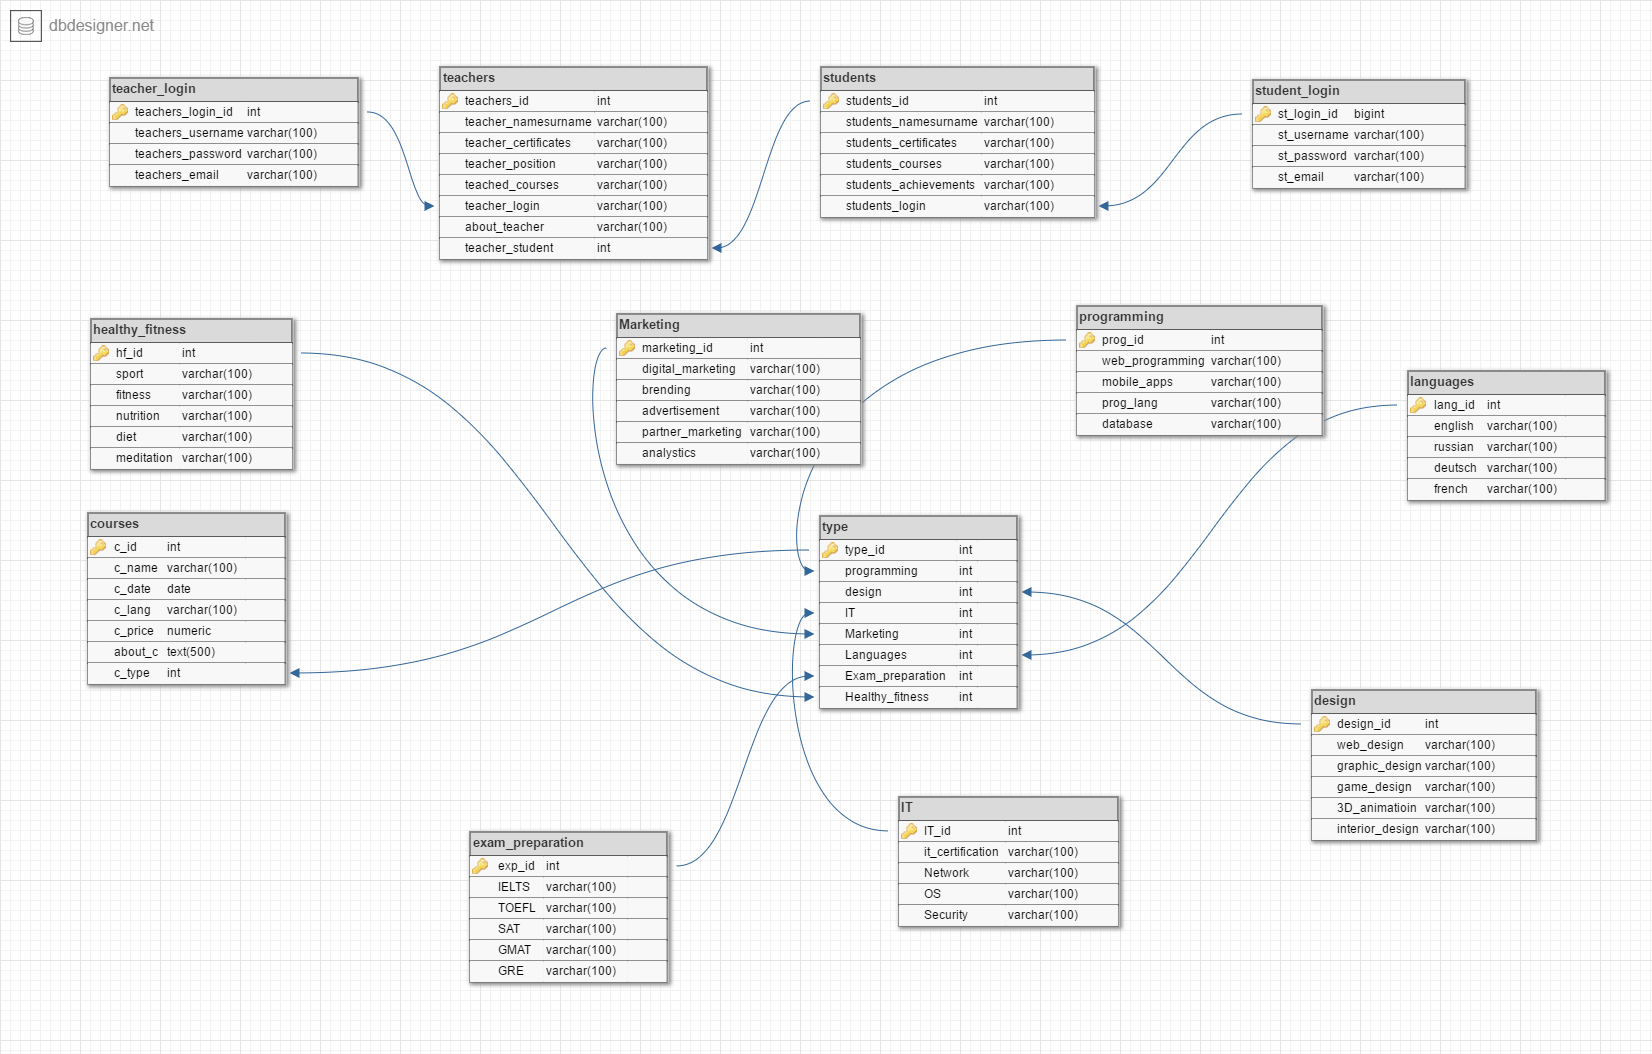 dbdesigner.net
teacher_login
teachers_login_id int
teachers_username varchar(100)
teachers_password varchar(100)
teachers_email varchar(100)
teachers
teachers_id int
teacher_namesurname varchar(100)
teacher_certificates varchar(100)
teacher_position varchar(100)
teached_courses varchar(100)
teacher_login varchar(100)
about_teacher varchar(100)
teacher_student int
students
students_id int
students_namesurname varchar(100)
students_certificates varchar(100)
students_courses varchar(100)
students_achievements varchar(100)
students_login varchar(100)
student_login
st_login_id bigint
st_username varchar(100)
st_password varchar(100)
st_email varchar(100)
healthy_fitness
hf_id int
sport varchar(100)
fitness varchar(100)
nutrition varchar(100)
diet varchar(100)
meditation varchar(100)
Marketing
marketing_id int
digital_marketing varchar(100)
brending varchar(100)
advertisement varchar(100)
partner_marketing varchar(100)
analystics varchar(100)
programming
prog_id int
web_programming varchar(100)
mobile_apps varchar(100)
prog_lang varchar(100)
database varchar(100)
languages
lang_id int
english varchar(100)
russian varchar(100)
deutsch varchar(100)
french varchar(100)
courses
c_id int
c_name varchar(100)
c_date date
c_lang varchar(100)
c_price numeric
about_c text(500)
c_type int
type
type_id int
programming int
design int
IT int
Marketing int
Languages int
Exam_preparation int
Healthy_fitness int
design
design_id int
web_design varchar(100)
graphic_design varchar(100)
game_design varchar(100)
3D_animatioin varchar(100)
interior_design varchar(100)
IT
IT_id int
it_certification varchar(100)
Network varchar(100)
OS varchar(100)
Security varchar(100)
exam_preparation
exp_id int
IELTS varchar(100)
TOEFL varchar(100)
SAT varchar(100)
GMAT varchar(100)
GRE varchar(100)